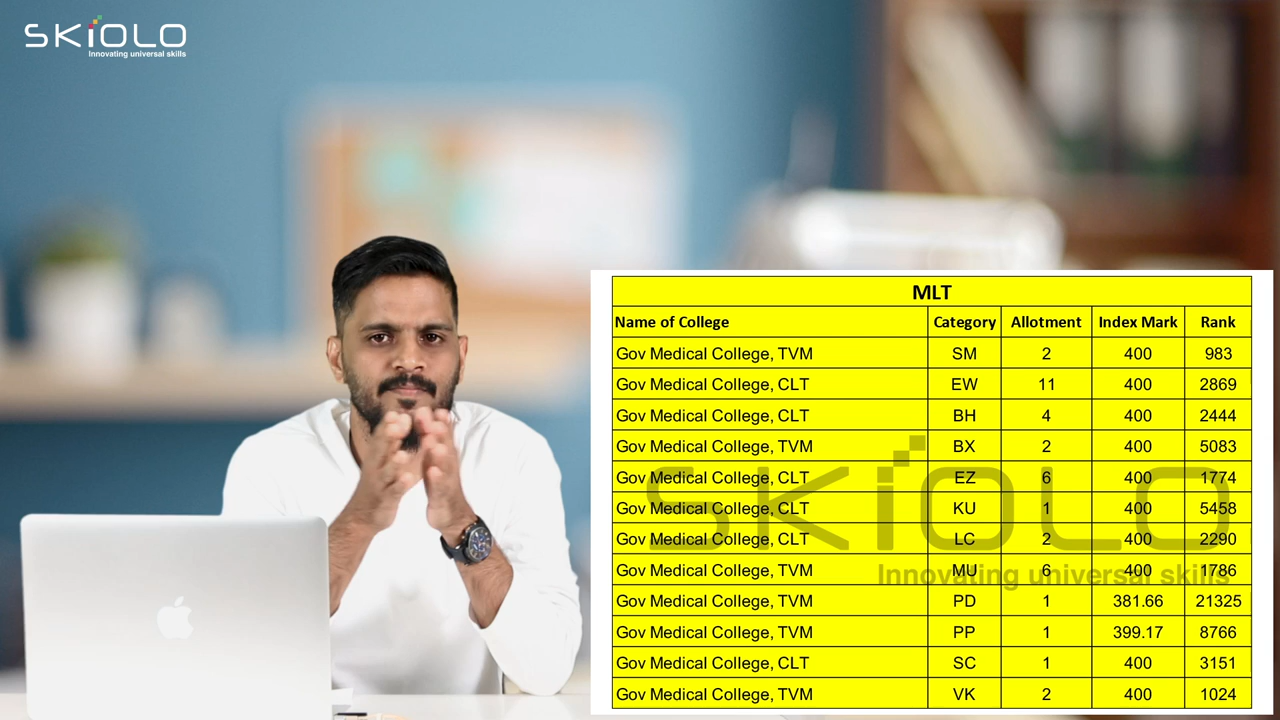 SKiOLO
Innovating universal skills
MLT
Name of College Category Allotment Index Mark Rank
Gov Medical College, TVM SM 2 400 983
Gov Medical College, CLT EW 11 400 2869
Gov Medical College, CLT BH 4 400 2444
Gov Medical College, TVM BX 2 400 5083
Gov Medical College, CLT EZ 6 400 1774
Gov Medical College, CLT KU 1 400 5458
Gov Medical College, CLT LC 2 400 2290
Gov Medical College, TVM MU 6 400 1786
Gov Medical College, TVM PD 1 381.66 21325
Gov Medical College, TVM PP 1 399.17 8766
Gov Medical College, CLT SC 1 400 3151
Gov Medical College, TVM VK 2 400 1024
SKiOLO
Innovating universal skills